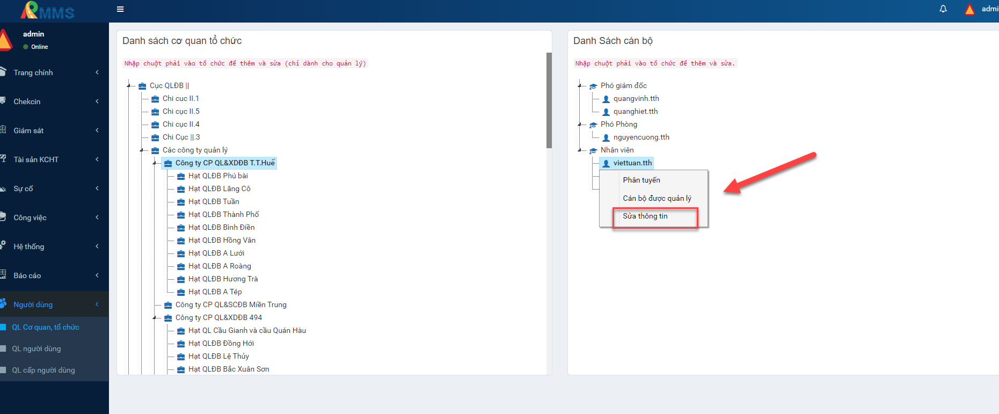 RMMS
admi
admin
Online
Trang chính
Chekcin
Giám sát
Tài sản KCHT
Sự cố
Công việc
Hệ thống
Báo cáo
Người dùng
QL Cơ quan, tổ chức
QL người dùng
QL cấp người dùng
Danh sách cơ quan tổ chức
Nhập chuột phải vào tổ chức để thêm và sửa (chỉ dành cho quản lý)
Cục QLĐB ||
Chi cuc II.1
Chi cục II.5
Chi cục II.4
Chi Cục ||.3
Các công ty quản lý
Công ty CP QL&XDĐB T.T.Huế
Hạt QLĐB Phú bài
Hạt QLĐB Lăng Cô
Hạt QLĐB Tuần
Hạt QLĐB Thành Phố
Hạt QLĐB Bình Điền
Hạt QLĐB Hồng Vân
Hạt QLĐB A Lưới
Hạt QLĐB A Roàng
Hạt QLĐB Hương Trà
Hạt QLĐB A Tép
Công ty CP QL&SCĐB Miền Trung
Công ty CP QL&XDĐB 494
Hạt QL Cầu Gianh và cầu Quán Hàu
Hạt QLĐB Đồng Hới
Hạt QLĐB Lệ Thủy
Hạt QLĐB Bắc Xuân Sơn
Danh Sách cán bộ
Nhập chuột phải vào tổ chức để thêm và sửa.
Phó giám đốc
quangvinh.tth
quanghiet.tth
Phó Phòng
nguyencuong.tth
Nhân viên
viettuan.tth
Phân tuyến
Cán bộ được quản lý
Sửa thông tin